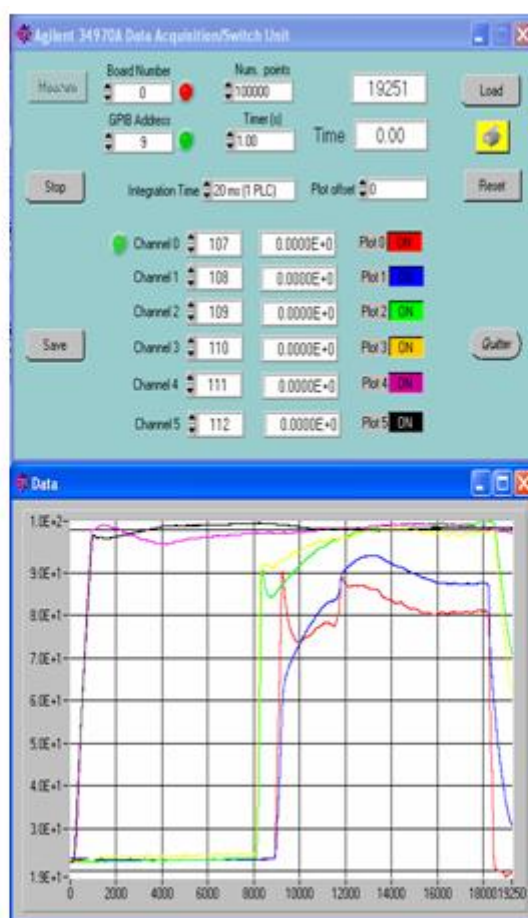 Agilent 34970A Data Acquisition/Switch Unit
Board Number
Num. points
0
100000
19251
Load
GPIB Address
Timer (s)
9
1.00
Time
0.00
Stop
Integration Time
20 ms (1 PLC)
Plot offset
0
Reset
Channel 0
107
0.0000E+0
Plot 0
ON
Channel 1
108
0.0000E+0
Plot 1
ON
Channel 2
109
0.0000E+0
Plot 2
ON
Save
Channel 3
110
0.0000E+0
Plot 3
ON
Quitter
Channel 4
111
0.0000E+0
Plot 4
ON
Channel 5
112
0.0000E+0
Plot 5
ON
Data
1.0E+2
9.0E+1
8.0E+1
7.0E+1
6.0E+1
5.0E+1
4.0E+1
3.0E+1
1.9E+1
0
2000
4000
6000
8000
10000
12000
14000
16000
18000
19250